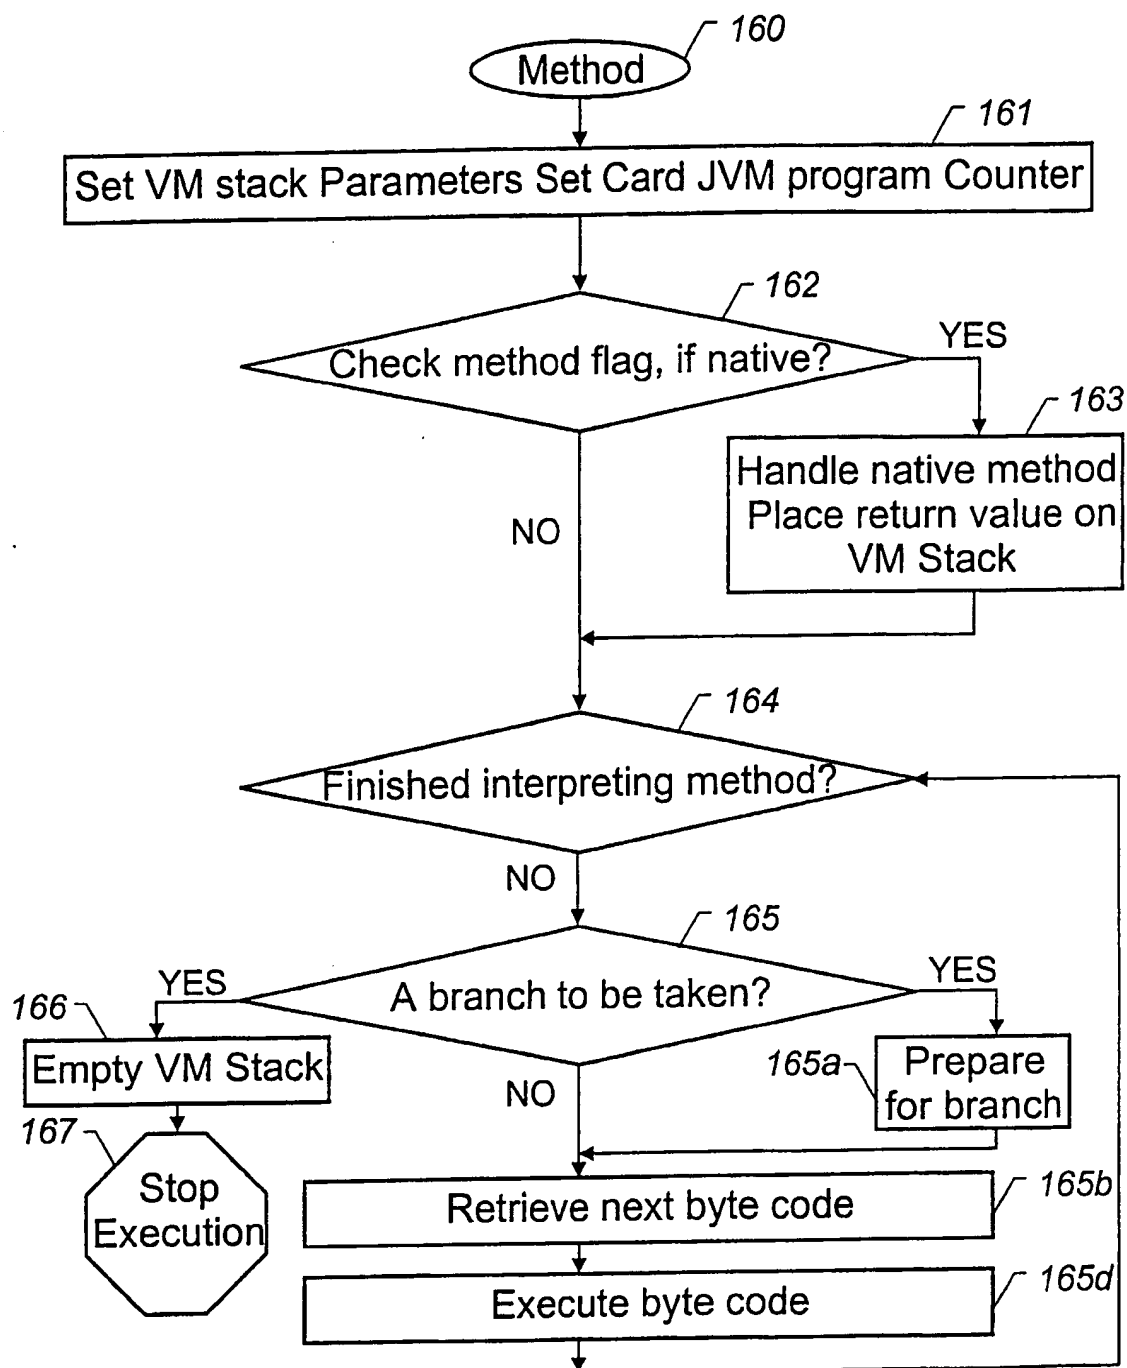 160
Method
161
Set VM stack Parameters Set Card JVM program Counter
162
Check method flag, if native?
YES
163
Handle native method
Place return value on
VM Stack
NO
164
Finished interpreting method?
NO
165
A branch to be taken?
YES
YES
166
Empty VM Stack
165a
Prepare
for branch
NO
167
Stop
Execution
165b
Retrieve next byte code
165d
Execute byte code